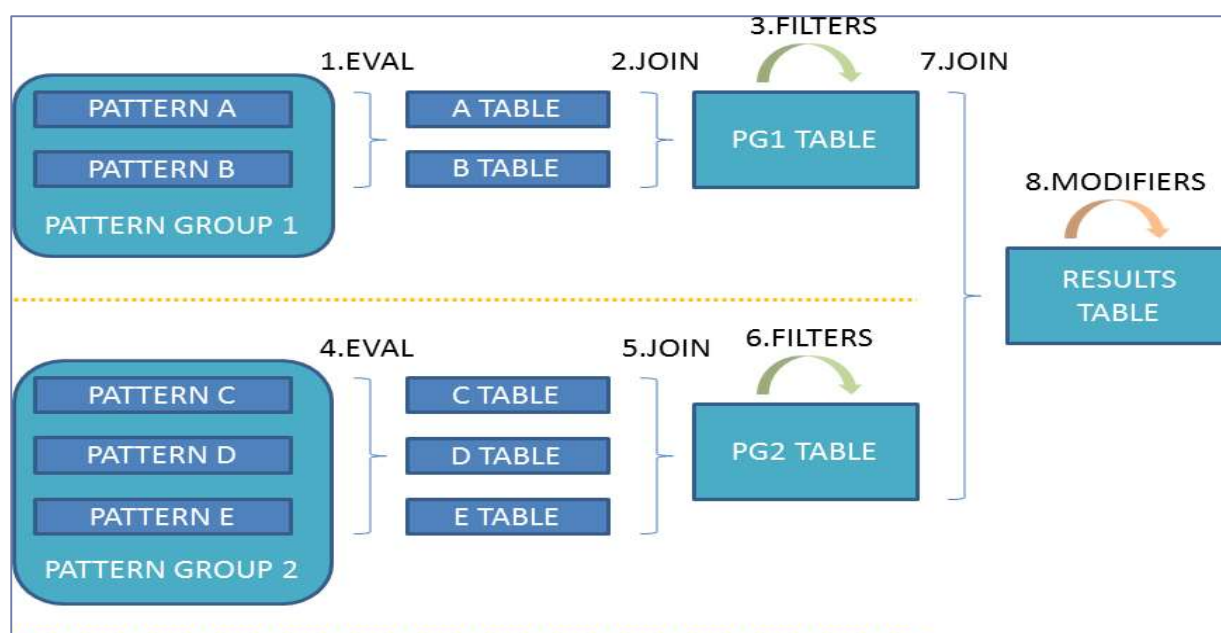 3.FILTERS
1.EVAL
2.JOIN
7.JOIN
PATTERN A
A TABLE
PG1 TABLE
PATTERN B
B TABLE
PATTERN GROUP 1
8.MODIFIERS
RESULTS
TABLE
4.EVAL
5.JOIN
6.FILTERS
PATTERN C
C TABLE
PATTERN D
D TABLE
PG2 TABLE
PATTERN E
E TABLE
PATTERN GROUP 2